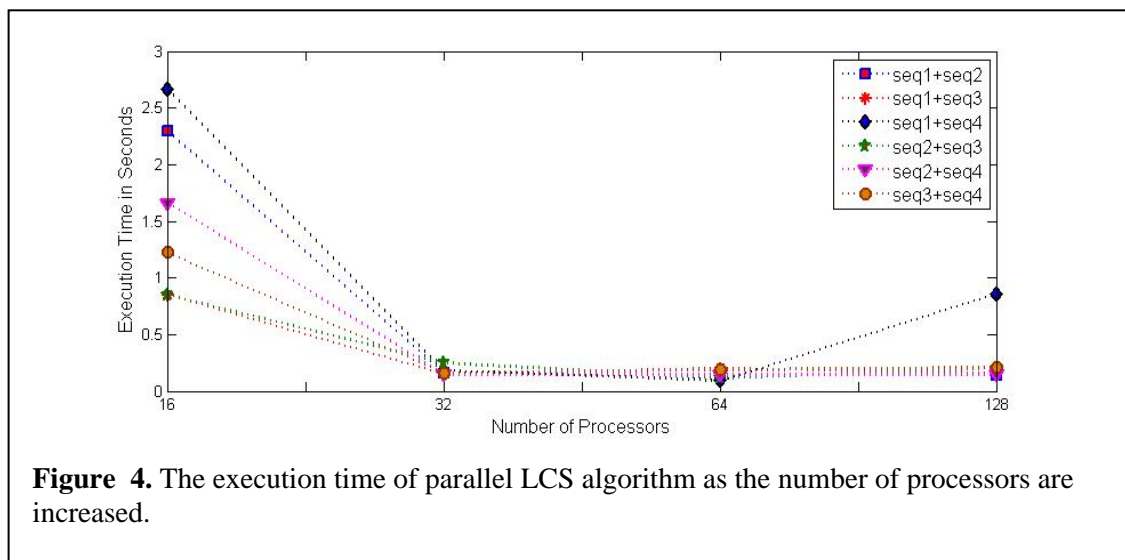 3
2.5
2
1.5
1
0.5
0
Execution Time in Seconds
seq1+seq2
seq1+seq3
seq1+seq4
seq2+seq3
seq2+seq4
seq3+seq4
16 32 64 128
Number of Processors
Figure 4. The execution time of parallel LCS algorithm as the number of processors are
increased.